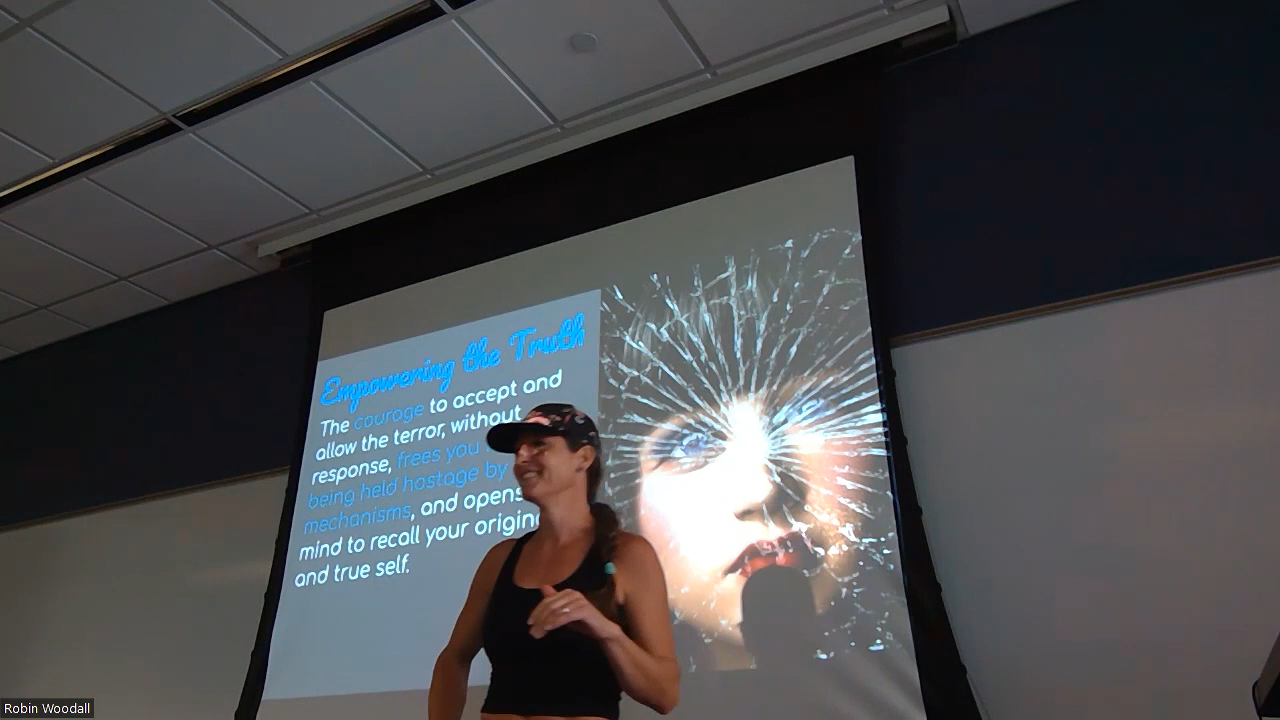 Empowering the Truth
The courage to accept and
allow the terror, without
response, frees you
being held hostage by
mechanisms, and opens
mind to recall your origin
and true self.
Robin Woodall